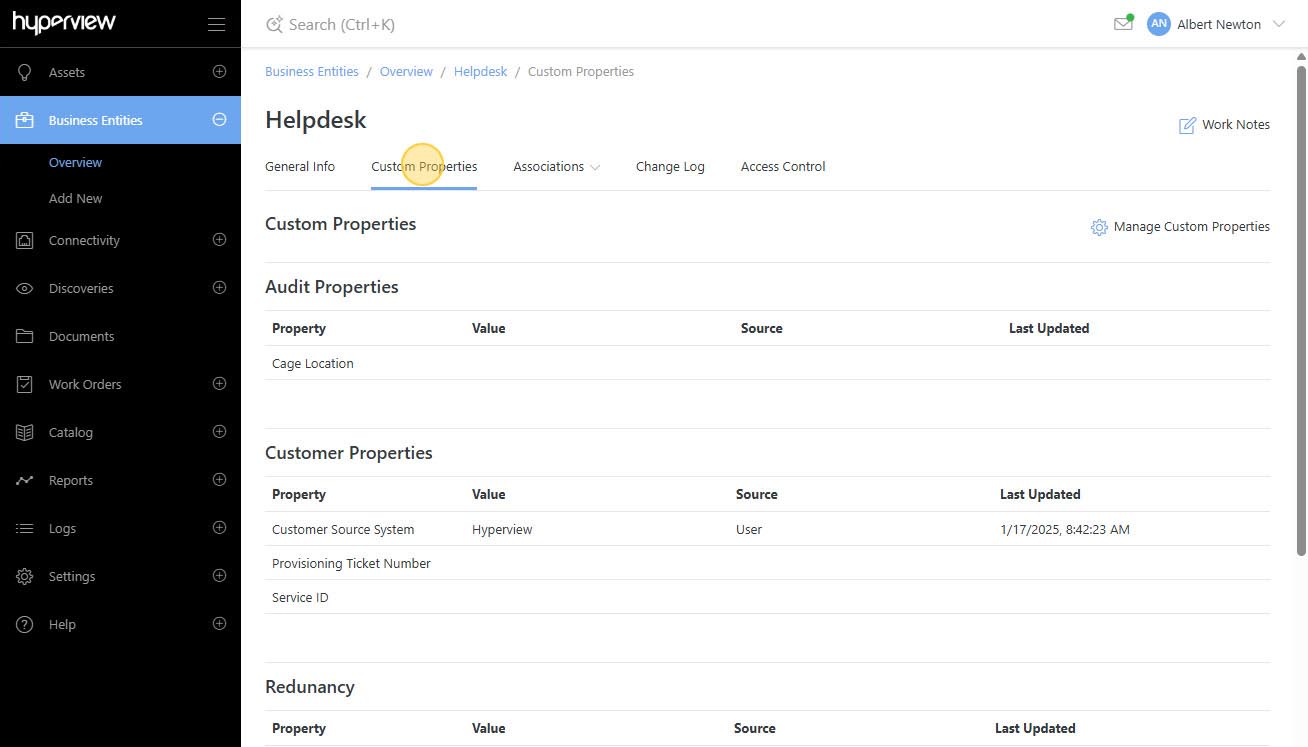 hyperview
Search (Ctrl+K)
AN Albert Newton
Assets
Business Entities
Overview
Add New
Connectivity
Discoveries
Documents
Work Orders
Catalog
Reports
Logs
Settings
Help
Business Entities / Overview / Helpdesk / Custom Properties
Helpdesk
Work Notes
General Info Custom Properties Associations Change Log Access Control
Custom Properties
Manage Custom Properties
Audit Properties
Property Value Source Last Updated
Cage Location
Customer Properties
Property Value Source Last Updated
Customer Source System Hyperview User 1/17/2025, 8:42:23 AM
Provisioning Ticket Number
Service ID
Redunancy
Property Value Source Last Updated